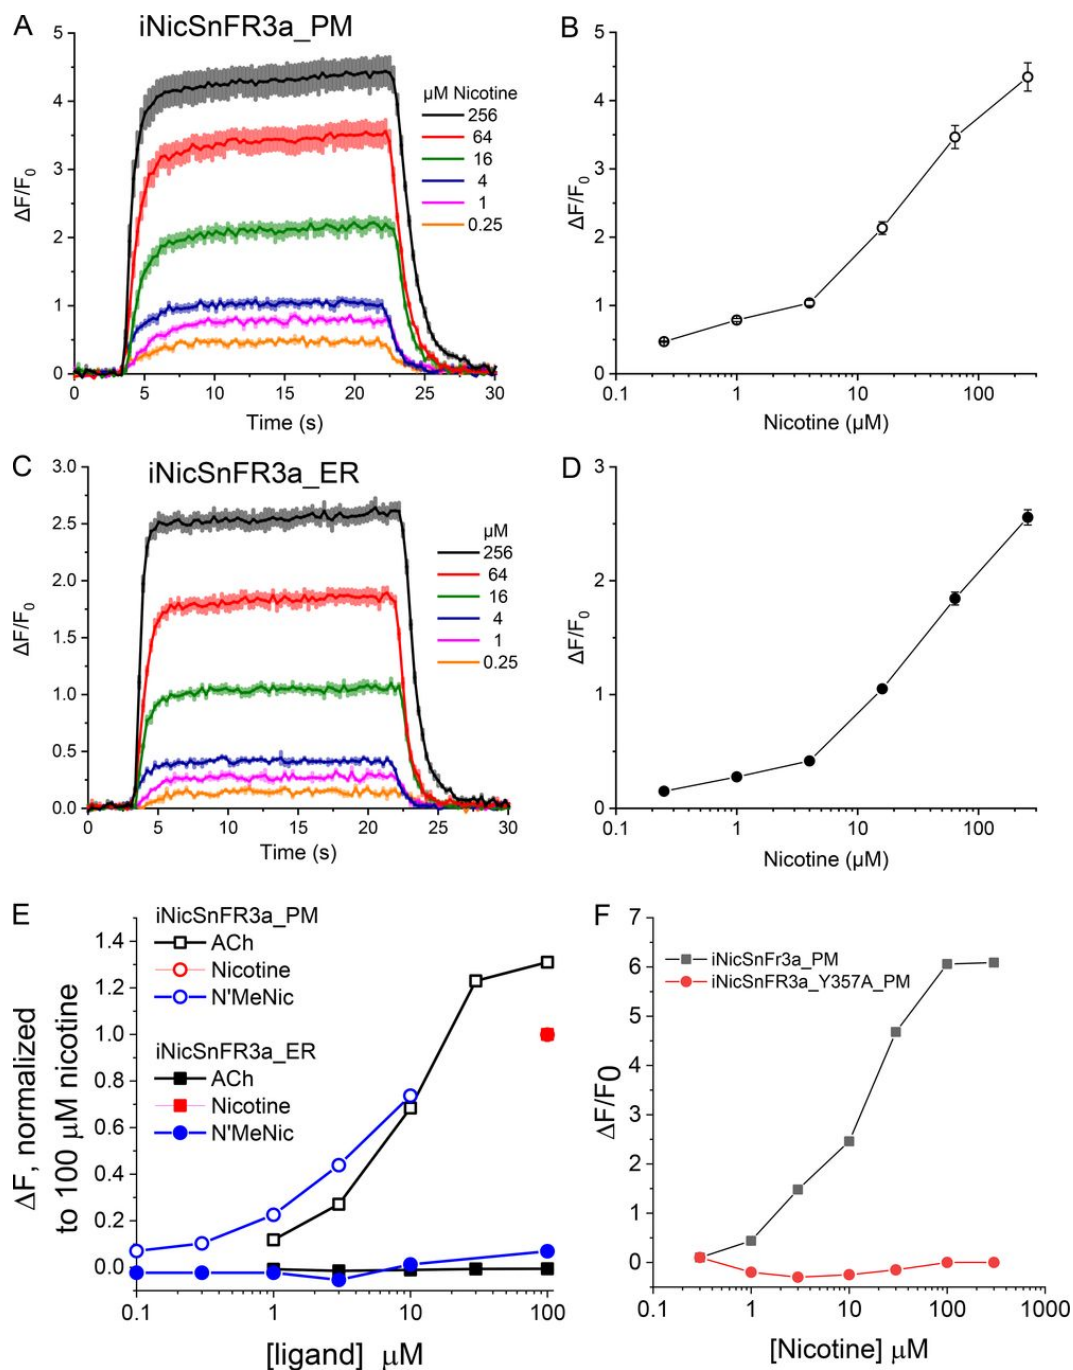 A
iNicSnFR3a_PM
5
4
3
2
1
0
ΔF/F0
0 5 10 15 20 25 30
Time (s)
µM Nicotine
256
64
16
4
1
0.25
B
5
4
3
2
1
0
ΔF/F0
0.1 1 10 100
Nicotine (µM)
C
iNicSnFR3a_ER
3.0
2.5
2.0
1.5
1.0
0.5
0.0
ΔF/F0
0 5 10 15 20 25 30
Time (s)
µM
256
64
16
4
1
0.25
D
3
2
1
0
ΔF/F0
0.1 1 10 100
Nicotine (µM)
E
iNicSnFR3a_PM
ACh
Nicotine
N'MeNic
iNicSnFR3a_ER
ACh
Nicotine
N'MeNic
1.4
1.2
1.0
0.8
0.6
0.4
0.2
0.0
ΔF, normalized
to 100 µM nicotine
0.1 1 10 100
[ligand] µM
F
iNicSnFr3a_PM
iNicSnFR3a_Y357A_PM
7
6
5
4
3
2
1
0
ΔF/F0
0.1 1 10 100 1000
[Nicotine] µM